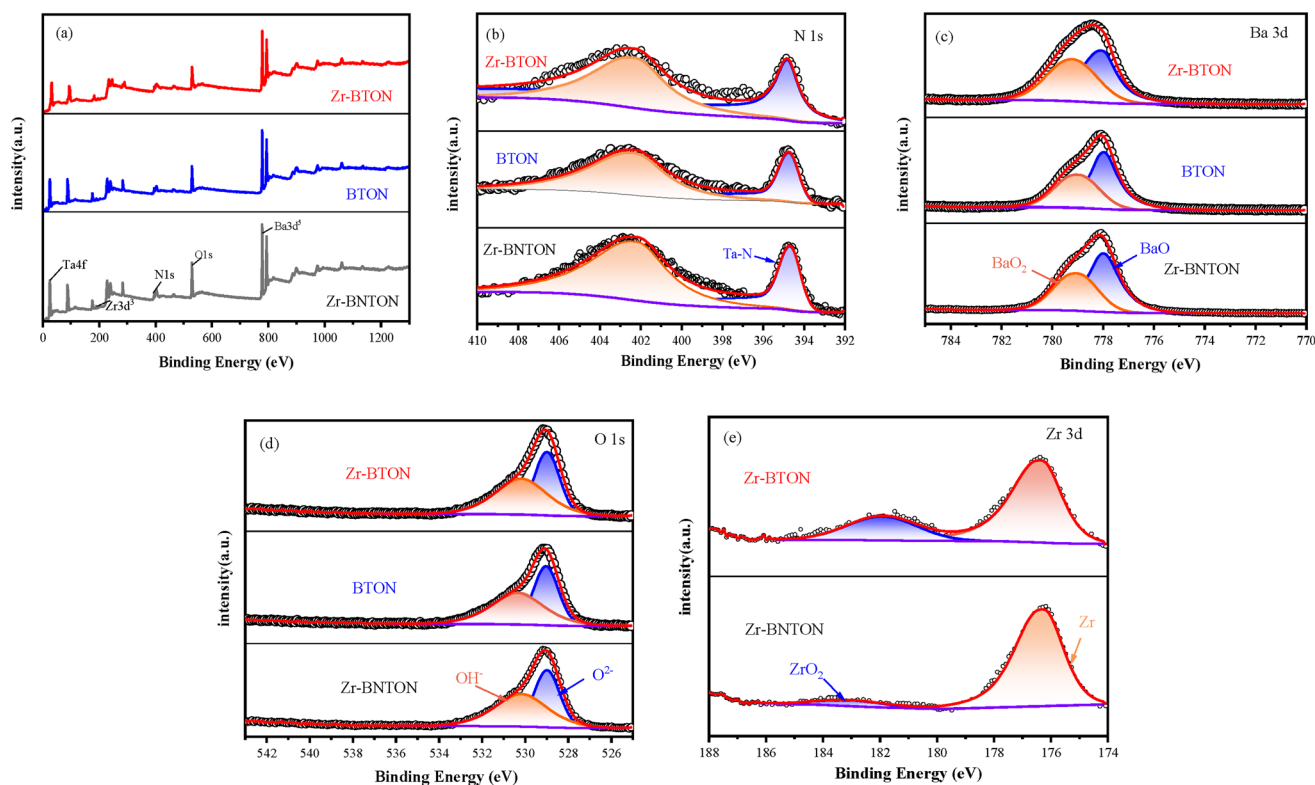 (a)
Zr-BTON
BTON
Ta4f
Zr3d⁵
N1s
O1s
Ba3d⁵
Zr-BNTON
intensity(a.u.)
0 200 400 600 800 1000 1200
Binding Energy (eV)
(b) N 1s
Zr-BTON
BTON
Zr-BNTON
Ta-N
intensity(a.u.)
410 408 406 404 402 400 398 396 394 392
Binding Energy (eV)
(c) Ba 3d
Zr-BTON
BTON
Zr-BNTON
BaO₂
BaO
intensity(a.u.)
784 782 780 778 776 774 772 770
Binding Energy (eV)
(d) O 1s
Zr-BTON
BTON
Zr-BNTON
OH⁻
O²⁻
intensity(a.u.)
542 540 538 536 534 532 530 528 526
Binding Energy (eV)
(e) Zr 3d
Zr-BTON
Zr-BNTON
Zr
ZrO₂
intensity(a.u.)
188 186 184 182 180 178 176 174
Binding Energy (eV)